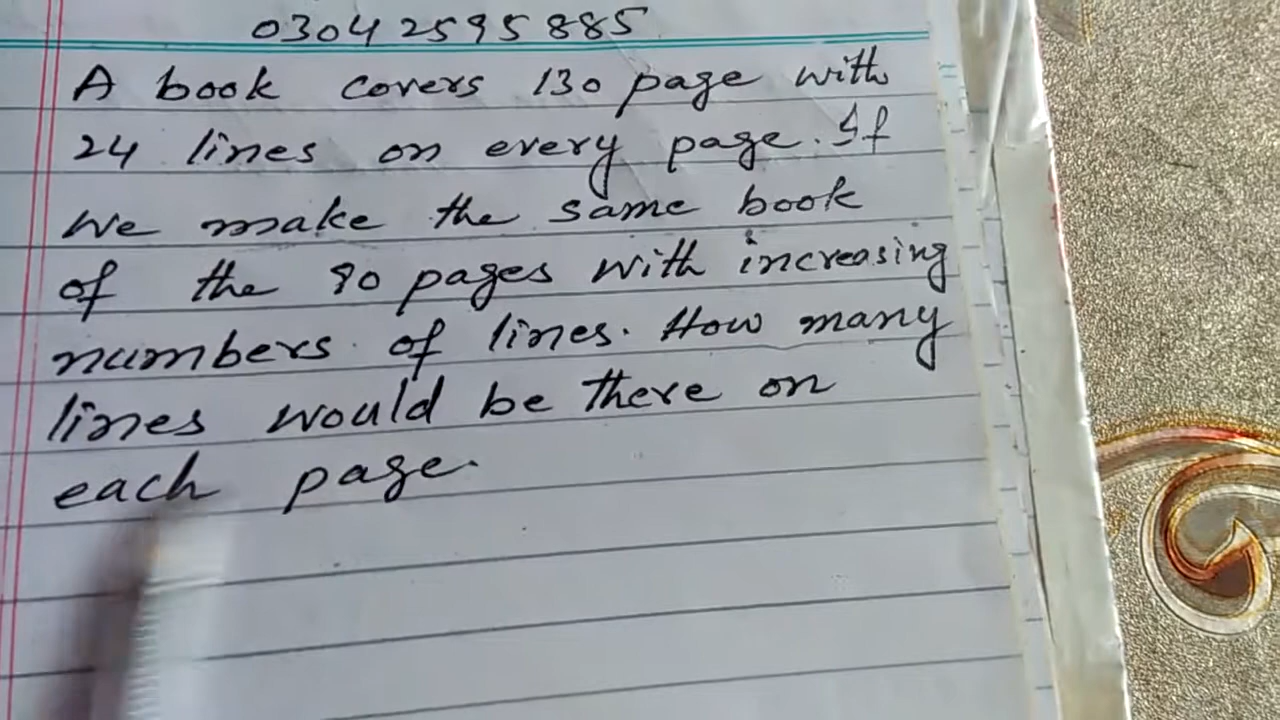 03042595885
A book covers 130 page with
24 lines on every page. If
We make the same book
of the 80 pages with increasing
numbers of lines. How many
lines would be there on
each page.